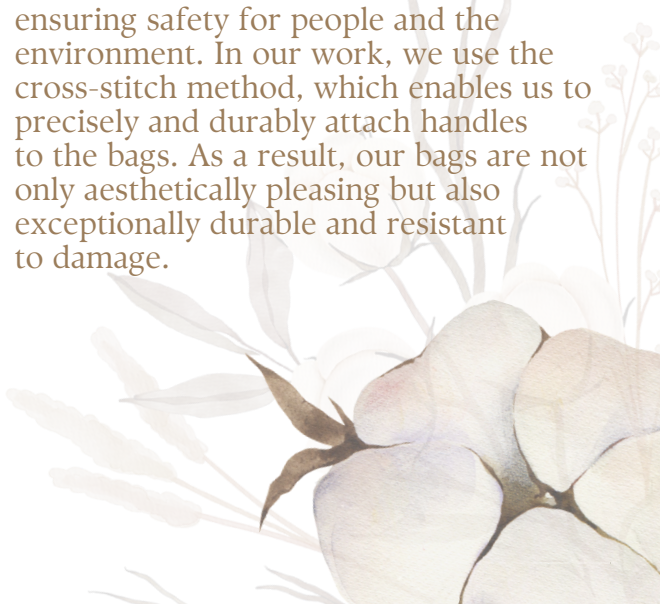 ensuring safety for people and the
environment. In our work, we use the
cross-stitch method, which enables us to
precisely and durably attach handles
to the bags. As a result, our bags are not
only aesthetically pleasing but also
exceptionally durable and resistant
to damage.